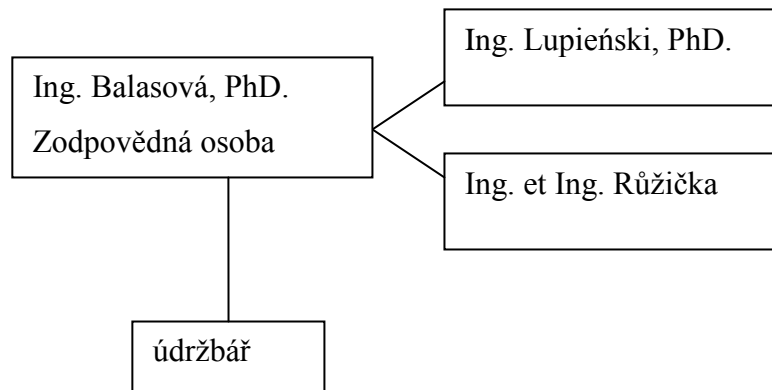 Ing. Balasová, PhD.
Zodpovědná osoba
Ing. Lupieński, PhD.
Ing. et Ing. Růžička
údržbář